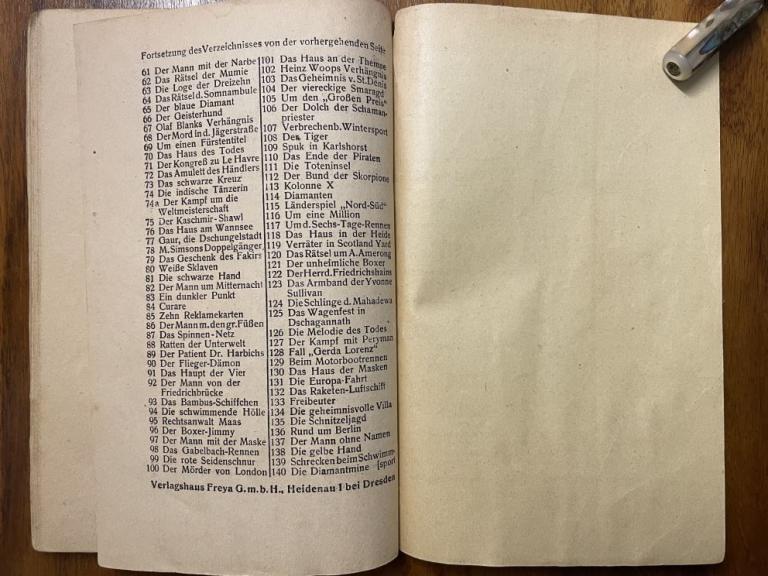 Fortsetzung des Verzeichnisses von der vorhergehenden Seite
61 Der Mann mit der Narbe
62 Das Rätsel der Mumie
63 Die Loge der Dreizehn
64 Das Rätsel d. Somnambule
65 Der blaue Diamant
66 Der Geisterhund
67 Olaf Blanks Verhängnis
68 Der Mord i. d. Jägerstraße
69 Um einen Fürstentitel
70 Das Haus des Todes
71 Der Kongreß zu Le Havre
72 Das Amulett des Händlers
73 Das schwarze Kreuz
74 Die indische Tänzerin
74a Der Kampf um die
Weltmeisterschaft
75 Der Kaschmir-Shawl
76 Das Haus am Wannsee
77 Gaur, die Dschungelstadt
78 M. Simsons Doppelgänger
79 Das Geschenk des Fakirs
80 Weiße Sklaven
81 Die schwarze Hand
82 Der Mann um Mitternacht
83 Ein dunkler Punkt
84 Curare
85 Zehn Reklamekarten
86 Der Mann m. den gr. Füßen
87 Das Spinnen-Netz
88 Ratten der Unterwelt
89 Der Patient Dr. Harbichs
90 Der Flieger-Dämon
91 Das Haupt der Vier
92 Der Mann von der
Friedrichbrücke
93 Das Bambus-Schiffchen
94 Die schwimmende Hölle
95 Rechtsanwalt Maas
96 Der Boxer-Jimmy
97 Der Mann mit der Maske
98 Das Gabelbach-Rennen
99 Die rote Seidenschnur
100 Der Mörder von London
101 Das Haus an der Themse
102 Heinz Woops Verhängnis
103 Das Geheimnis v. St. Denis
104 Der viereckige Smaragd
105 Um den „Großen Preis"
106 Der Dolch der Schaman-
priester
107 Verbrechen b. Wintersport
108 Der Tiger
109 Spuk in Karlshorst
110 Das Ende der Piraten
111 Die Toteninsel
112 Der Bund der Skorpione
113 Kolonne X
114 Diamanten
115 Länderspiel „Nord-Süd"
116 Um eine Million
117 Um d. Sechs-Tage-Rennen
118 Das Haus in der Heide
119 Verräter in Scotland Yard
120 Das Rätsel um A. Amerong
121 Der unheimliche Boxer
122 Der Herr d. Friedrichshains
123 Das Armband der Yvonne
Sullivan
124 Die Schlinge d. Mahadewa
125 Das Wagenfest in
Dschagannath
126 Die Melodie des Todes
127 Der Kampf mit Peryman
128 Fall „Gerda Lorenz"
129 Beim Motorbootrennen
130 Das Haus der Masken
131 Die Europa-Fahrt
132 Das Raketen-Luftschiff
133 Freibeuter
134 Die geheimnisvolle Villa
135 Die Schnitzeljagd
136 Rund um Berlin
137 Der Mann ohne Namen
138 Die gelbe Hand
139 Schrecken beim Schwimm-
140 Die Diamantmine [sport
Verlagshaus Freya G. m. b. H., Heidenau 1 bei Dresden